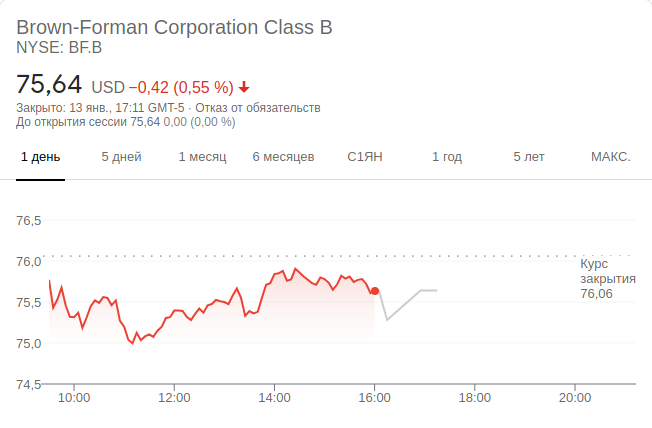 Brown-Forman Corporation Class B
NYSE: BF.B
75,64 USD −0,42 (0,55 %)
Закрыто: 13 янв., 17:11 GMT-5 · Отказ от обязательств
До открытия сессии 75,64 0,00 (0,00 %)
1 день 5 дней 1 месяц 6 месяцев С1ЯН 1 год 5 лет МАКС.
76,5
76,0
Курс
закрытия
76,06
75,5
75,0
74,5
10:00 12:00 14:00 16:00 18:00 20:00